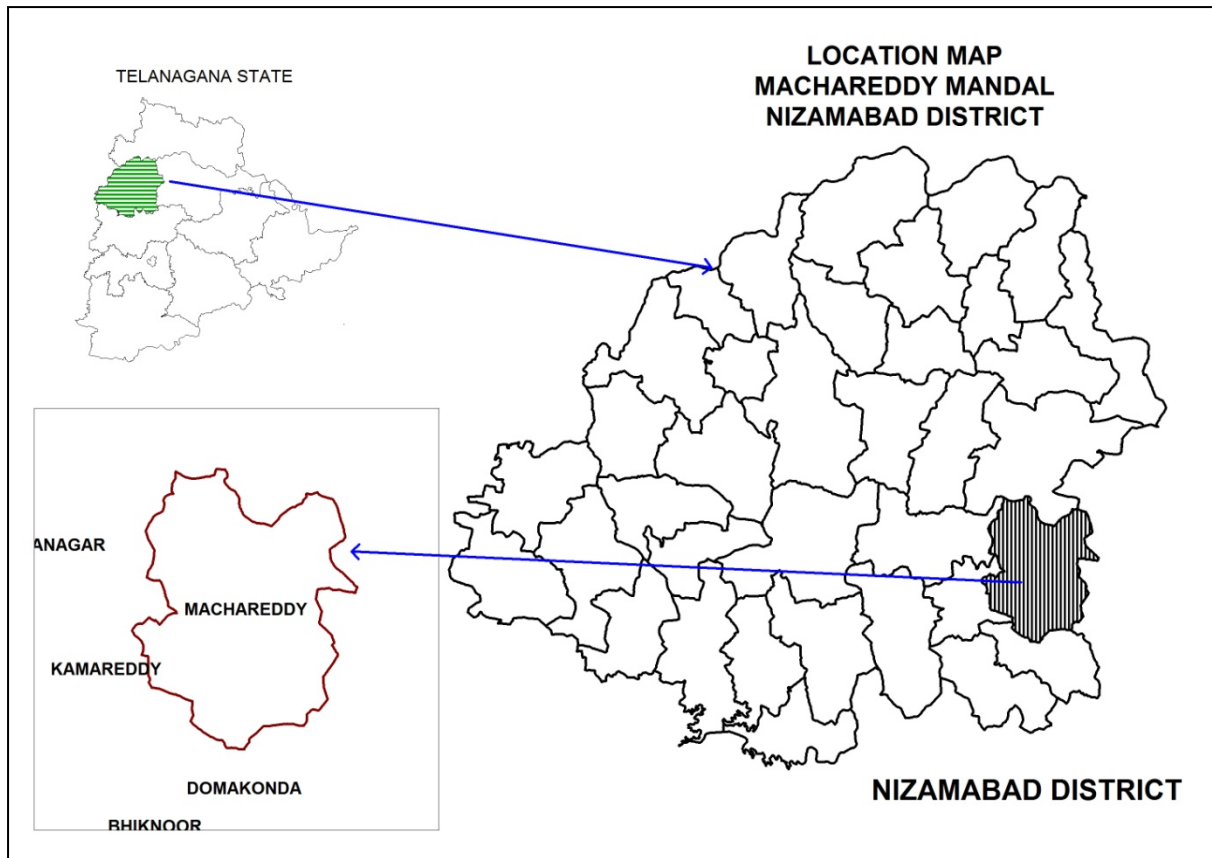 TELANAGANA STATE
LOCATION MAP
MACHAREDDY MANDAL
NIZAMABAD DISTRICT
ANAGAR
MACHAREDDY
KAMAREDDY
DOMAKONDA
BHIKNOOR
NIZAMABAD DISTRICT